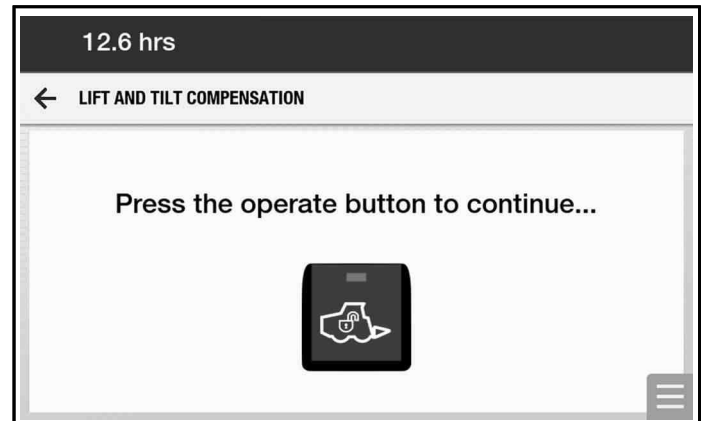 12.6 hrs
LIFT AND TILT COMPENSATION
Press the operate button to continue...